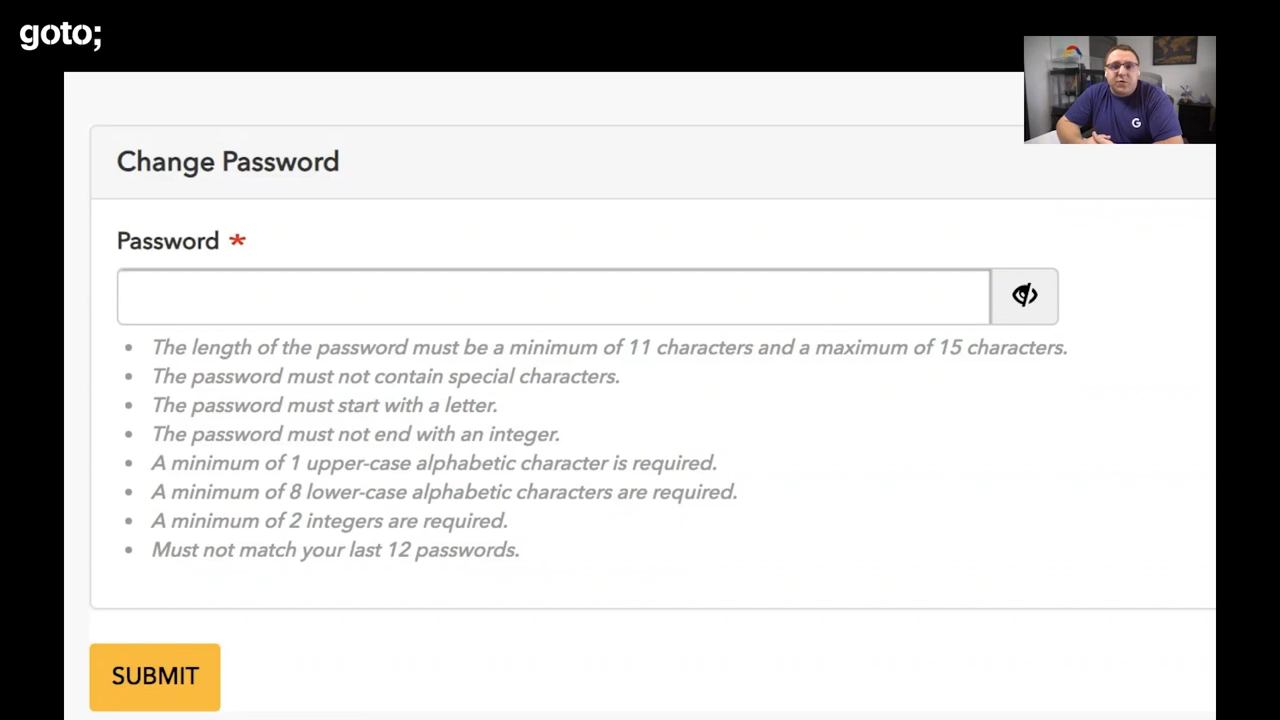 goto;
G
Change Password
Password *
• The length of the password must be a minimum of 11 characters and a maximum of 15 characters.
• The password must not contain special characters.
• The password must start with a letter.
• The password must not end with an integer.
• A minimum of 1 upper-case alphabetic character is required.
• A minimum of 8 lower-case alphabetic characters are required.
• A minimum of 2 integers are required.
• Must not match your last 12 passwords.
SUBMIT